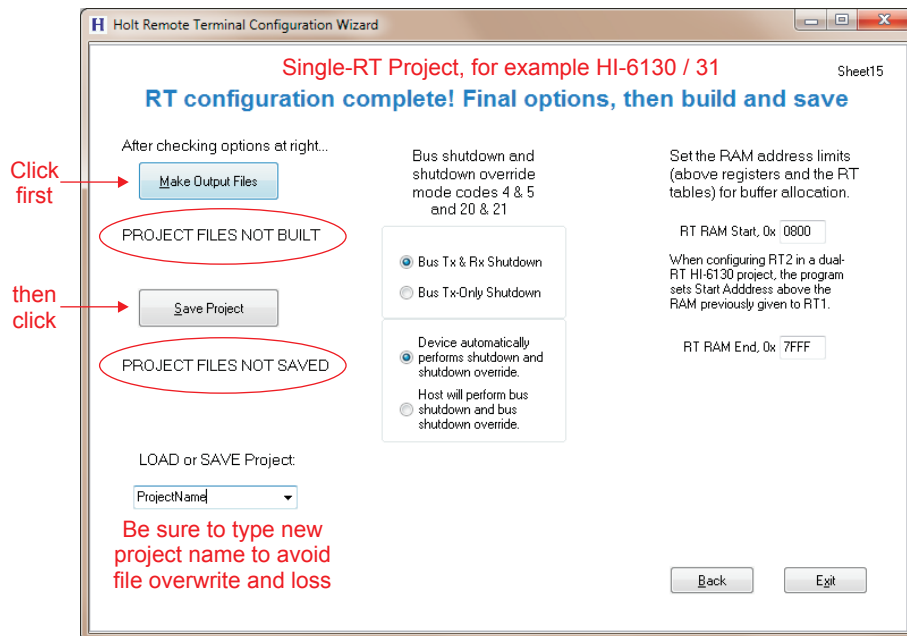 H Holt Remote Terminal Configuration Wizard
Single-RT Project, for example HI-6130 / 31
Sheet15
RT configuration complete! Final options, then build and save
After checking options at right...
Click
first
Make Output Files
PROJECT FILES NOT BUILT
then
click
Save Project
PROJECT FILES NOT SAVED
LOAD or SAVE Project:
ProjectName
Be sure to type new
project name to avoid
file overwrite and loss
Bus shutdown and
shutdown override
mode codes 4 & 5
and 20 & 21
Bus Tx & Rx Shutdown
Bus Tx-Only Shutdown
Device automatically
performs shutdown and
shutdown override.
Host will perform bus
shutdown and bus
shutdown override.
Set the RAM address limits
(above registers and the RT
tables) for buffer allocation.
RT RAM Start, 0x 0800
When configuring RT2 in a dual-
RT HI-6130 project, the program
sets Start Adddress above the
RAM previously given to RT1.
RT RAM End, 0x 7FFF
Back
Exit